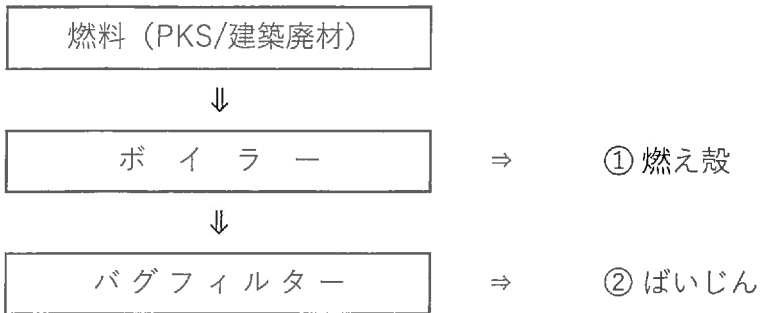 燃料（PKS/建築廃材）
⇓
ボイラー ⇒ ① 燃え殻
⇓
バグフィルター ⇒ ② ばいじん